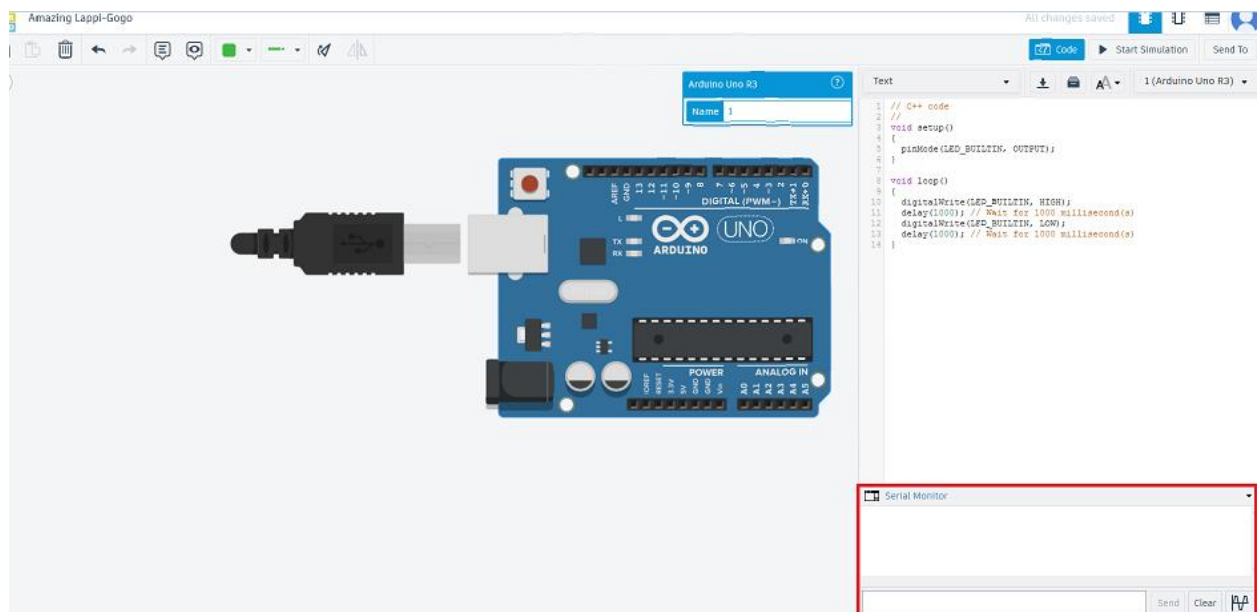 Amazing Lappi-Gogo
All changes saved
Code
Start Simulation
Send To
Arduino Uno R3
?
Name 1
Text
AA
1 (Arduino Uno R3)
1 // C++ code
2 //
3 void setup()
4 {
5 pinMode(LED_BUILTIN, OUTPUT);
6 }
7
8 void loop()
9 {
10 digitalWrite(LED_BUILTIN, HIGH);
11 delay(1000); // Wait for 1000 millisecond(s)
12 digitalWrite(LED_BUILTIN, LOW);
13 delay(1000); // Wait for 1000 millisecond(s)
14 }
AREF
GND
13
12
~11
~10
~9
8
7
~6
~5
4
~3
2
TX→1
RX←0
DIGITAL (PWM~)
L
TX
RX
ARDUINO
UNO
ON
POWER
ANALOG IN
IOREF
RESET
3.3V
5V
GND
GND
Vin
A0
A1
A2
A3
A4
A5
Serial Monitor
Send
Clear